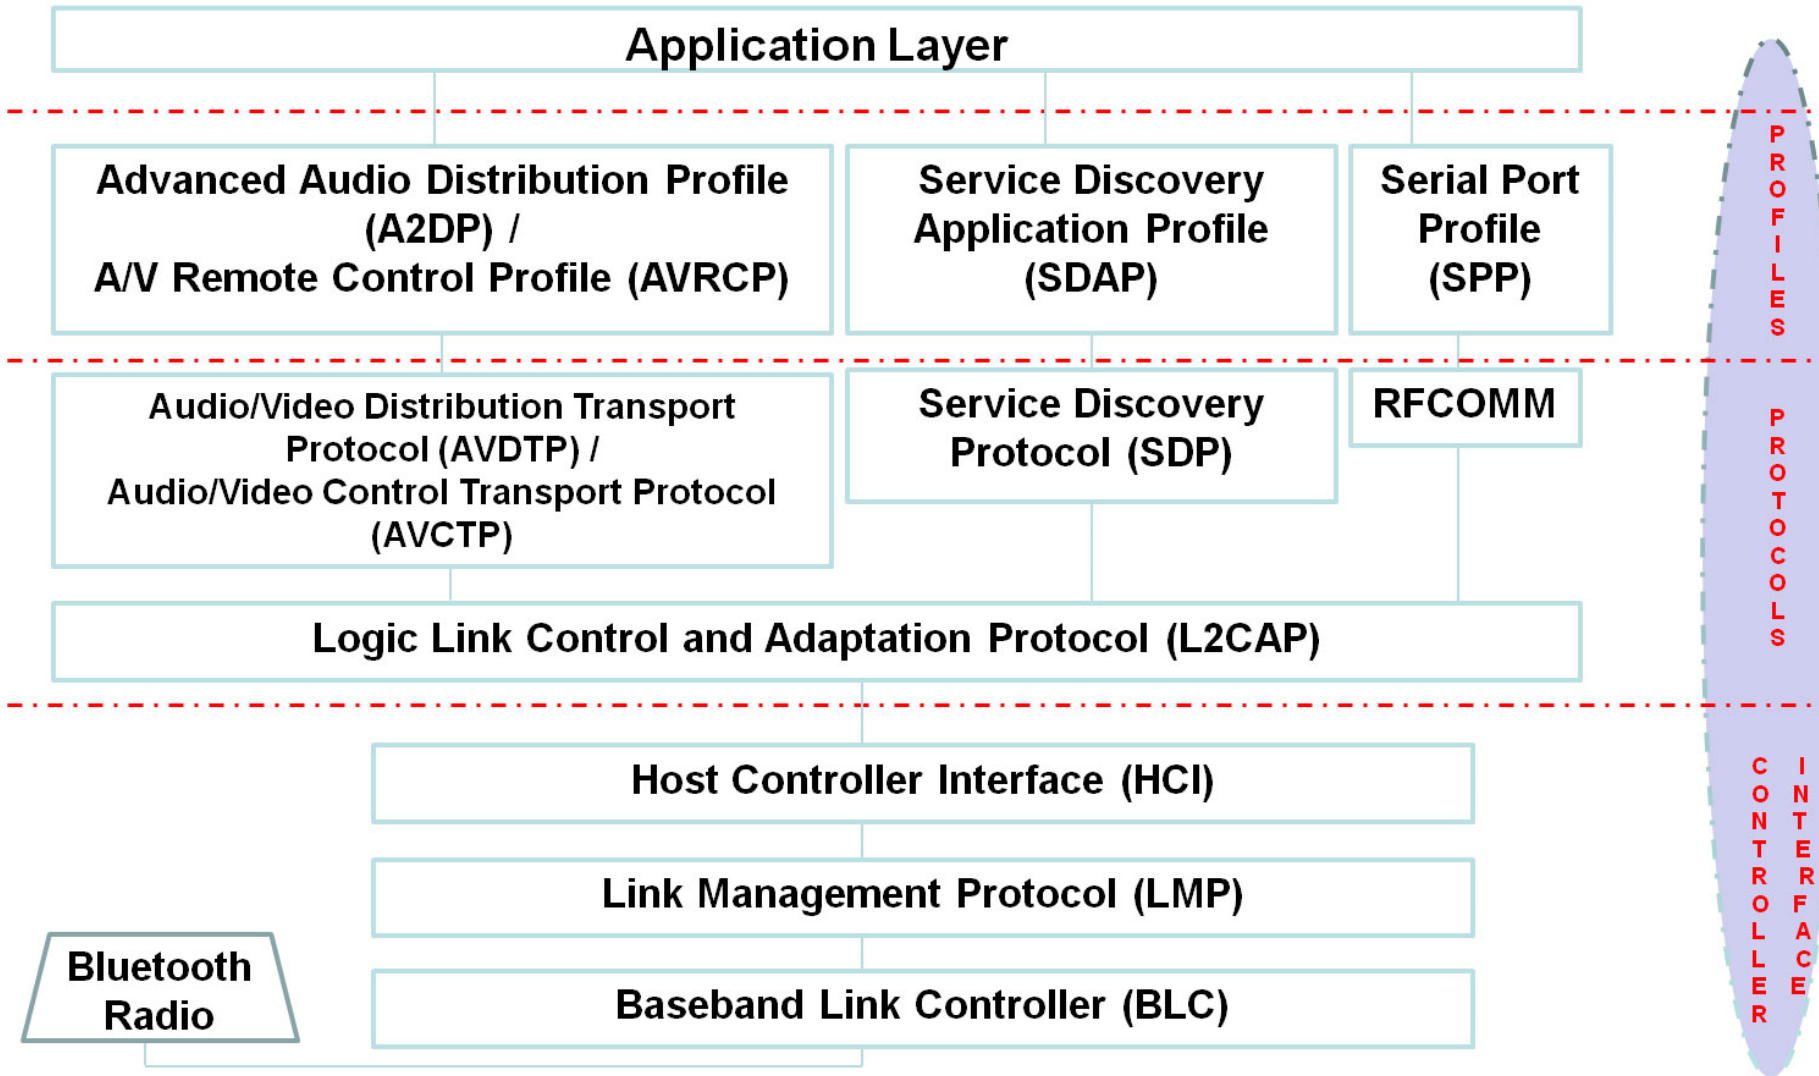 Application Layer
Advanced Audio Distribution Profile
(A2DP) /
A/V Remote Control Profile (AVRCP)
Service Discovery
Application Profile
(SDAP)
Serial Port
Profile
(SPP)
PROFILES
Audio/Video Distribution Transport
Protocol (AVDTP) /
Audio/Video Control Transport Protocol
(AVCTP)
Service Discovery
Protocol (SDP)
RFCOMM
PROTOCOLS
Logic Link Control and Adaptation Protocol (L2CAP)
Host Controller Interface (HCI)
Link Management Protocol (LMP)
Baseband Link Controller (BLC)
Bluetooth
Radio
CONTROLLER
INTERFACE